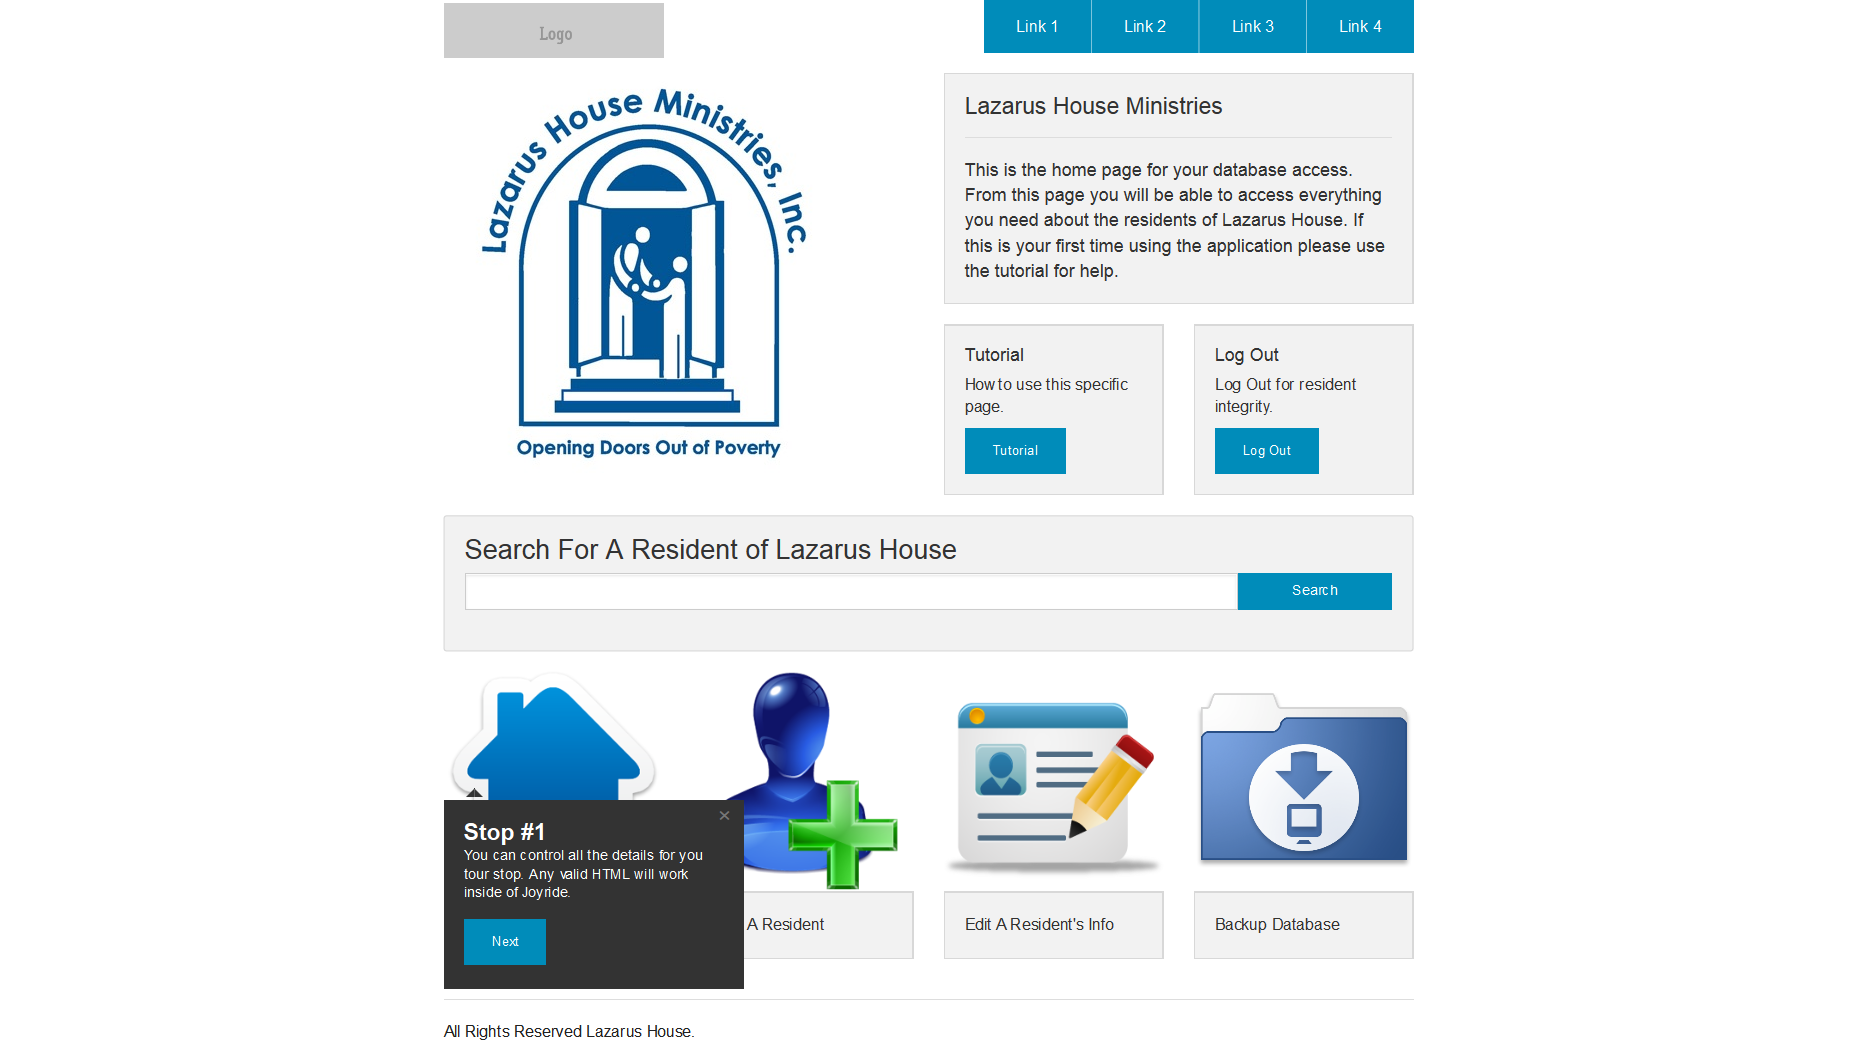 Logo
Link 1
Link 2
Link 3
Link 4
Lazarus House Ministries, Inc.
Opening Doors Out of Poverty
Lazarus House Ministries
This is the home page for your database access.
From this page you will be able to access everything
you need about the residents of Lazarus House. If
this is your first time using the application please use
the tutorial for help.
Tutorial
How to use this specific
page.
Tutorial
Log Out
Log Out for resident
integrity.
Log Out
Search For A Resident of Lazarus House
Search
×
Stop #1
You can control all the details for you
tour stop. Any valid HTML will work
inside of Joyride.
Next
A Resident
Edit A Resident's Info
Backup Database
All Rights Reserved Lazarus House.